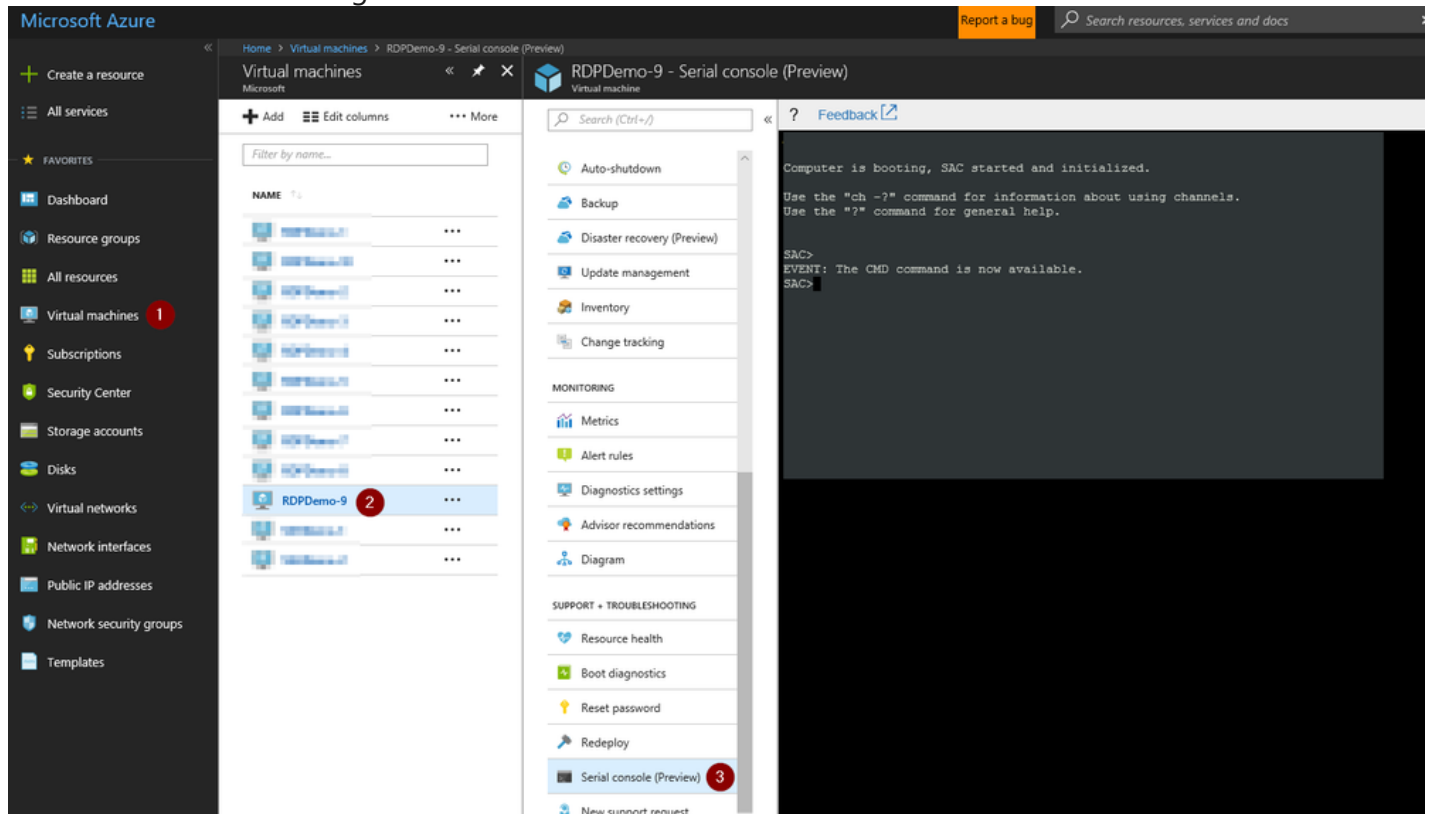 Microsoft Azure
Report a bug
Search resources, services and docs
Home > Virtual machines > RDPDemo-9 - Serial console (Preview)
Create a resource
All services
FAVORITES
Dashboard
Resource groups
All resources
Virtual machines 1
Subscriptions
Security Center
Storage accounts
Disks
Virtual networks
Network interfaces
Public IP addresses
Network security groups
Templates
Virtual machines
Microsoft
Add Edit columns More
Filter by name...
NAME
RDPDemo-9 2
RDPDemo-9 - Serial console (Preview)
Virtual machine
Search (Ctrl+/)
Auto-shutdown
Backup
Disaster recovery (Preview)
Update management
Inventory
Change tracking
MONITORING
Metrics
Alert rules
Diagnostics settings
Advisor recommendations
Diagram
SUPPORT + TROUBLESHOOTING
Resource health
Boot diagnostics
Reset password
Redeploy
Serial console (Preview) 3
New support request
? Feedback
Computer is booting, SAC started and initialized.
Use the "ch -?" command for information about using channels.
Use the "?" command for general help.
SAC>
EVENT: The CMD command is now available.
SAC>